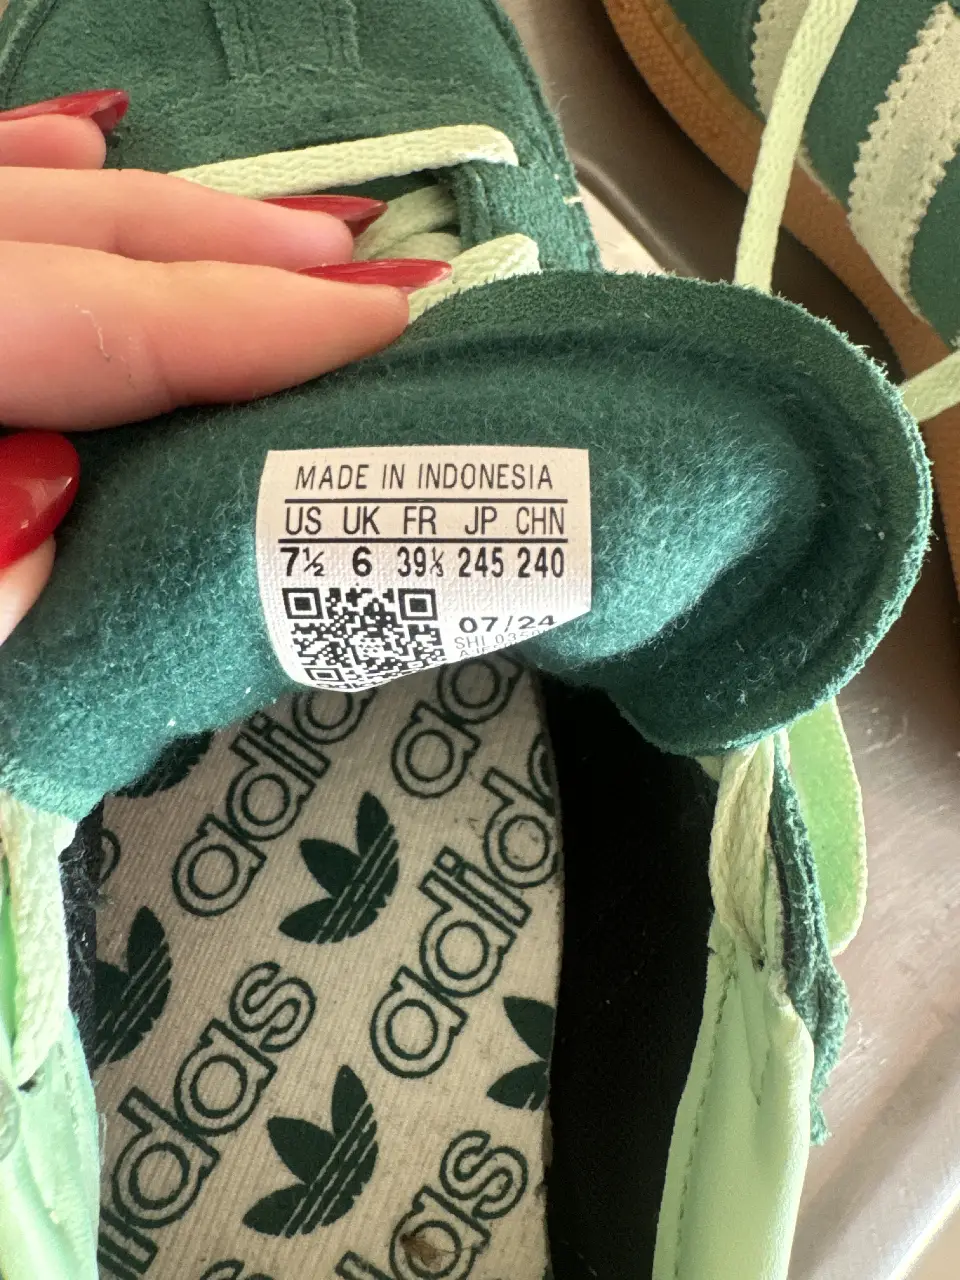 MADE IN INDONESIA
US UK FR JP CHN
7½ 6 39⅓ 245 240
07/24
SHI
adidas
adidas
adidas
adidas